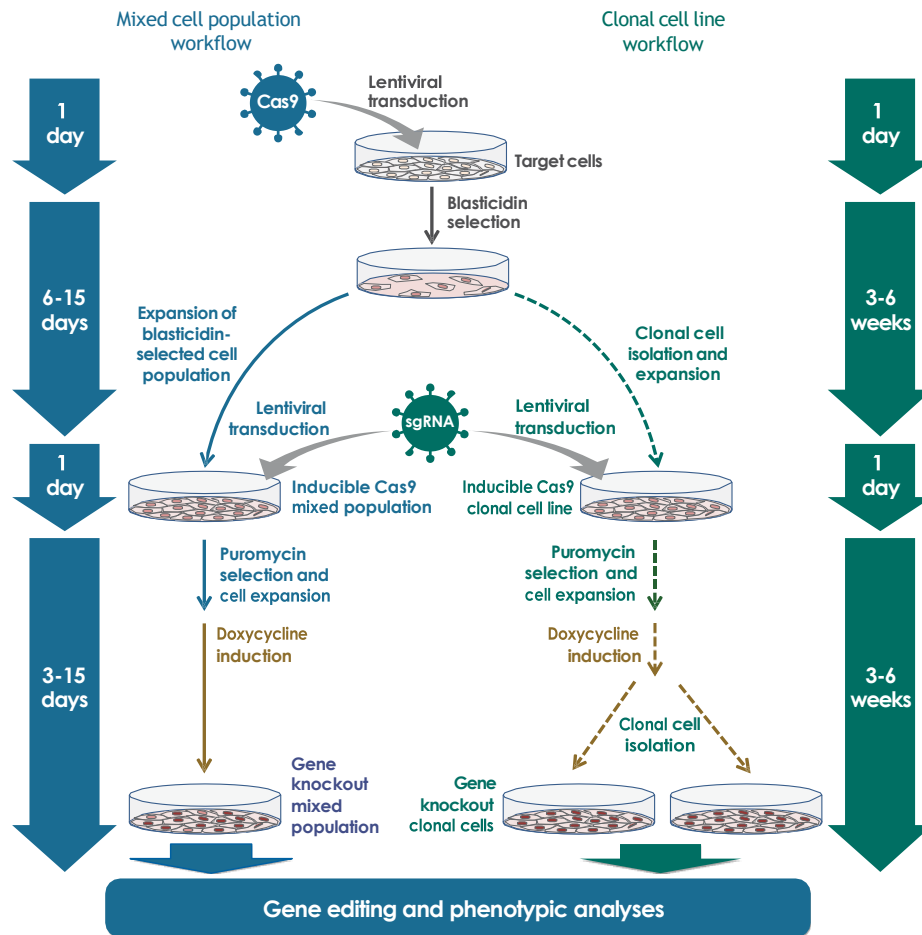 Mixed cell population
workflow
Clonal cell line
workflow
1
day
Cas9
Lentiviral
transduction
1
day
Target cells
Blasticidin
selection
6-15
days
Expansion of
blasticidin-
selected cell
population
Clonal cell
isolation and
expansion
3-6
weeks
Lentiviral
transduction
sgRNA
Lentiviral
transduction
1
day
Inducible Cas9
mixed population
Inducible Cas9
clonal cell line
1
day
Puromycin
selection and
cell expansion
Puromycin
selection and
cell expansion
Doxycycline
induction
Doxycycline
induction
3-15
days
3-6
weeks
Clonal cell
isolation
Gene
knockout
mixed
population
Gene
knockout
clonal cells
Gene editing and phenotypic analyses